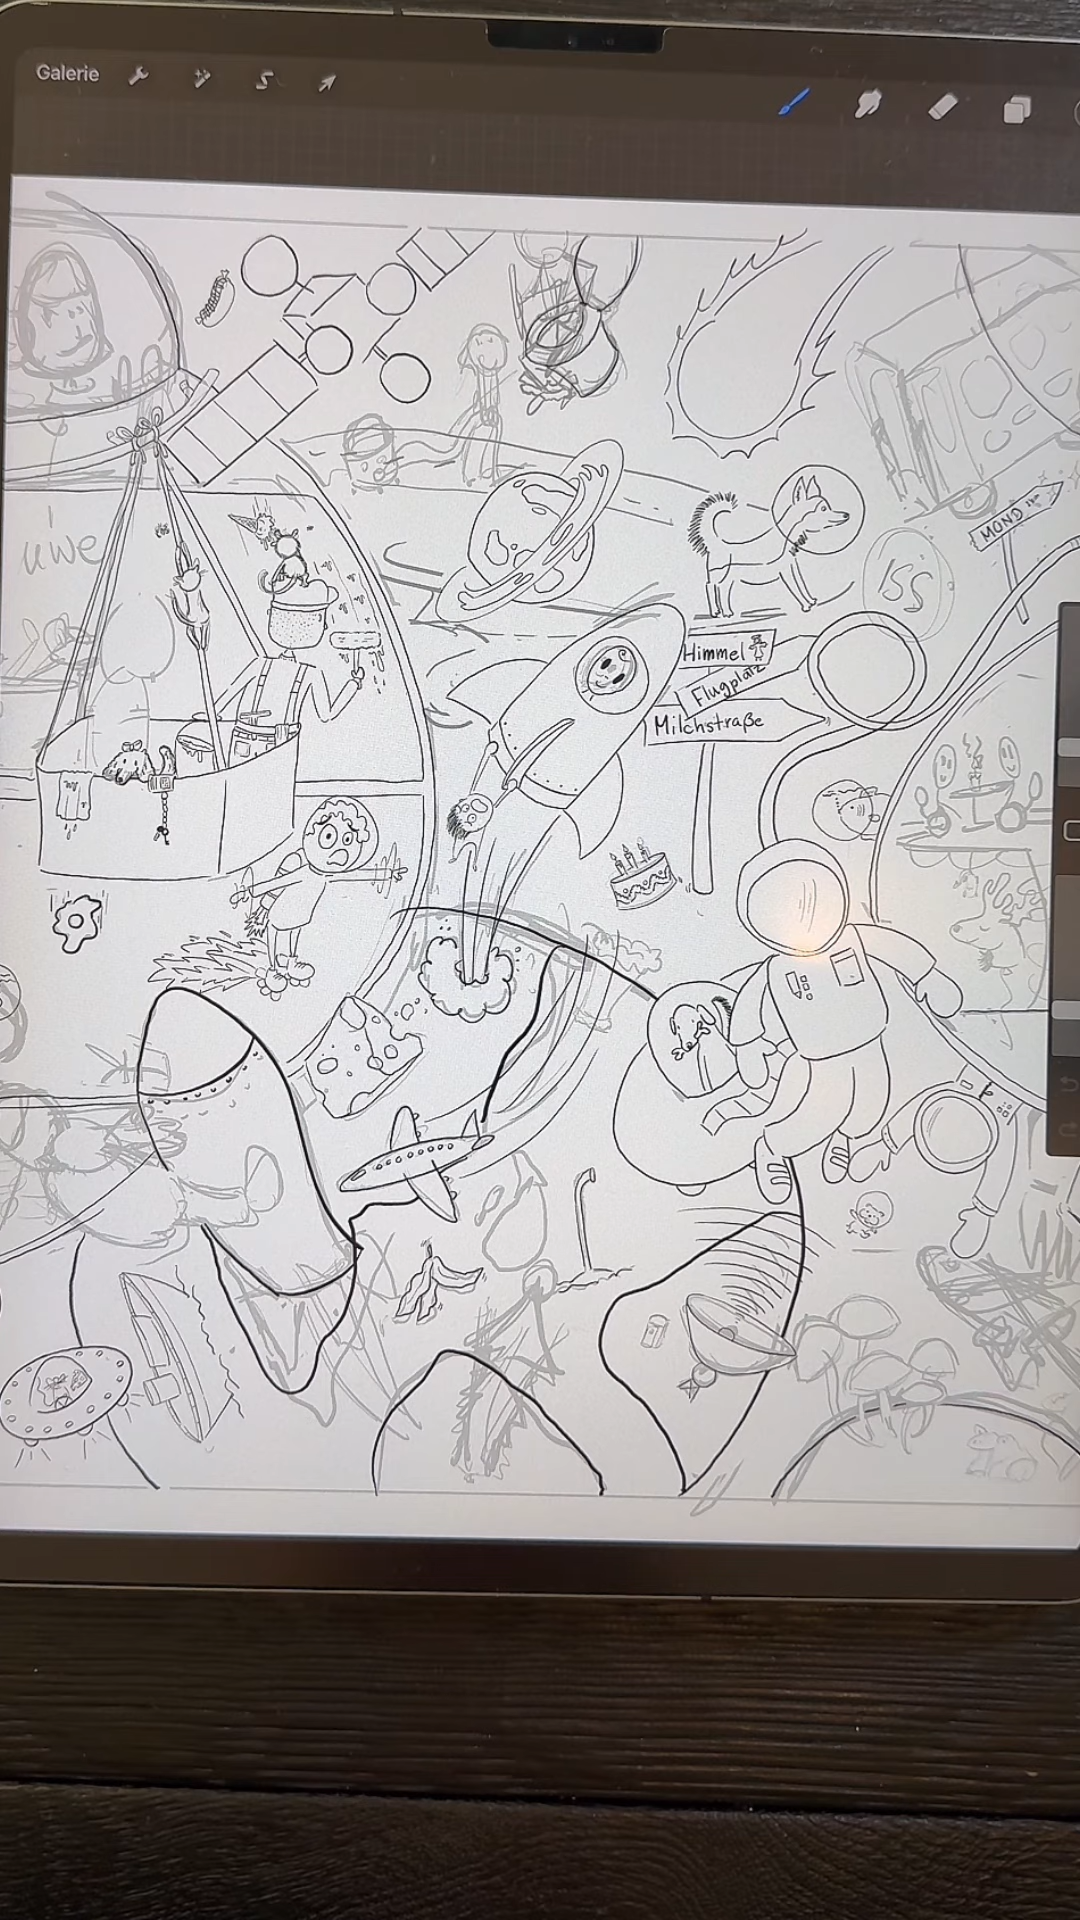 Galerie
uwe
MOND
ISS
Himmel
Flugplatz
Milchstraße